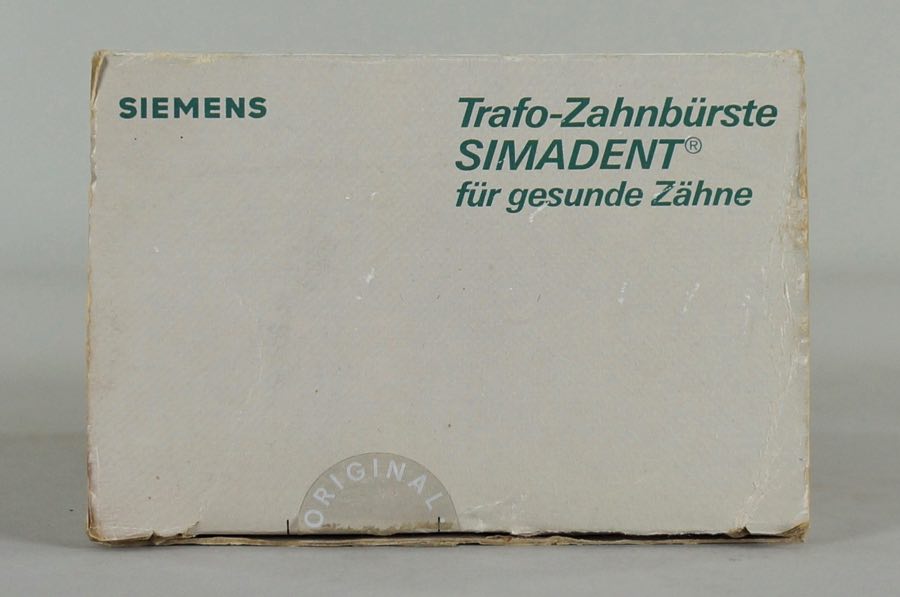 SIEMENS
Trafo-Zahnbürste
SIMADENT®
für gesunde Zähne
ORIGINAL